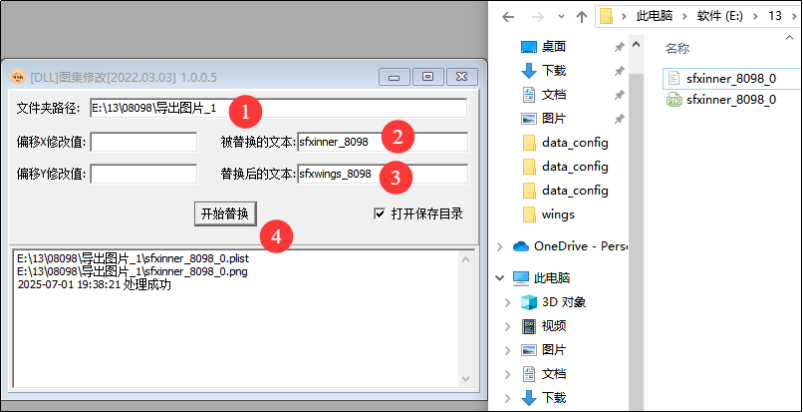 [DLL]图集修改[2022.03.03] 1.0.0.5
文件夹路径: E:\13\08098\导出图片_1
1
偏移X修改值:
被替换的文本: sfxinner_8098
2
偏移Y修改值:
替换后的文本: sfxwings_8098
3
开始替换
打开保存目录
4
E:\13\08098\导出图片_1\sfxinner_8098_0.plist
E:\13\08098\导出图片_1\sfxinner_8098_0.png
2025-07-01 19:38:21 处理成功
此电脑 > 软件 (E:) > 13 >
桌面
下载
文档
图片
data_config
data_config
data_config
wings
OneDrive - Perso
此电脑
3D 对象
视频
图片
文档
下载
名称
sfxinner_8098_0
sfxinner_8098_0